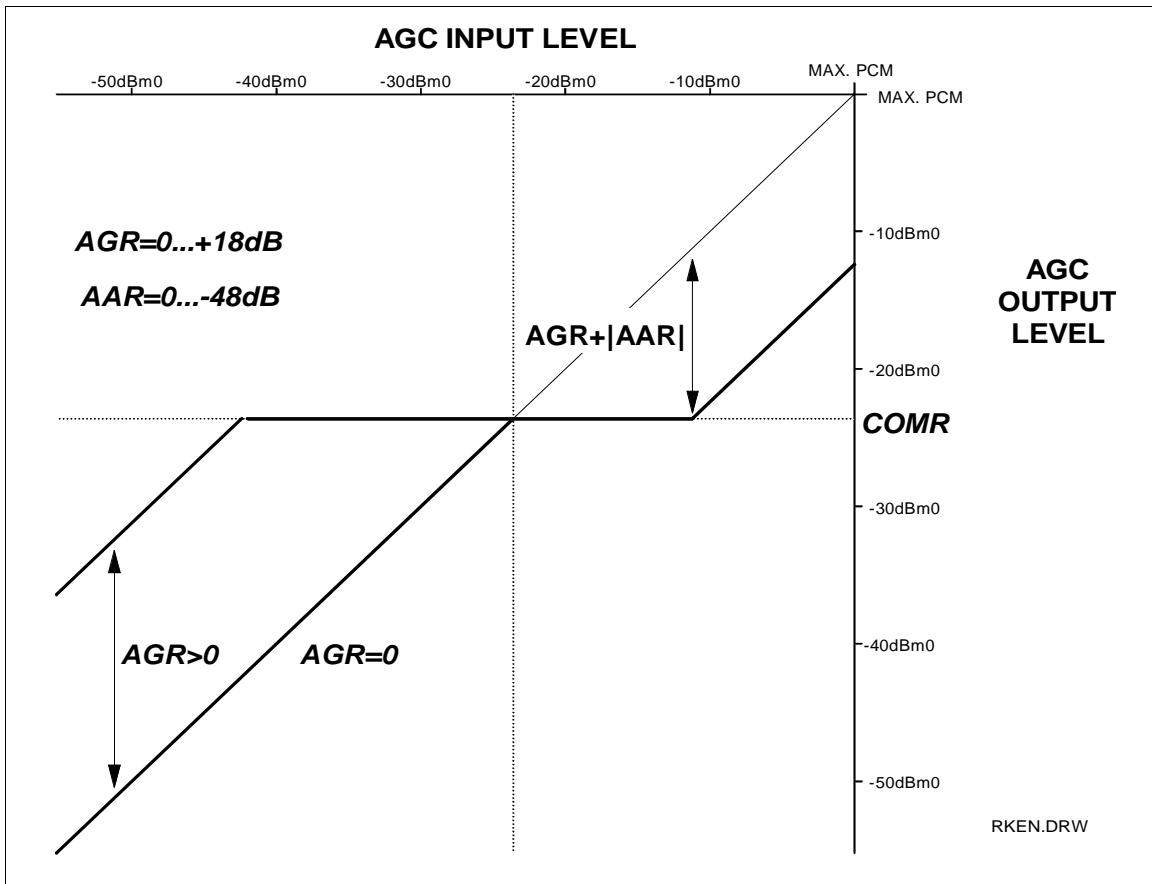 AGC INPUT LEVEL
-50dBm0
-40dBm0
-30dBm0
-20dBm0
-10dBm0
MAX. PCM
MAX. PCM
AGR=0...+18dB
AAR=0...-48dB
-10dBm0
AGC
OUTPUT
LEVEL
AGR+|AAR|
-20dBm0
COMR
-30dBm0
AGR>0
AGR=0
-40dBm0
-50dBm0
RKEN.DRW